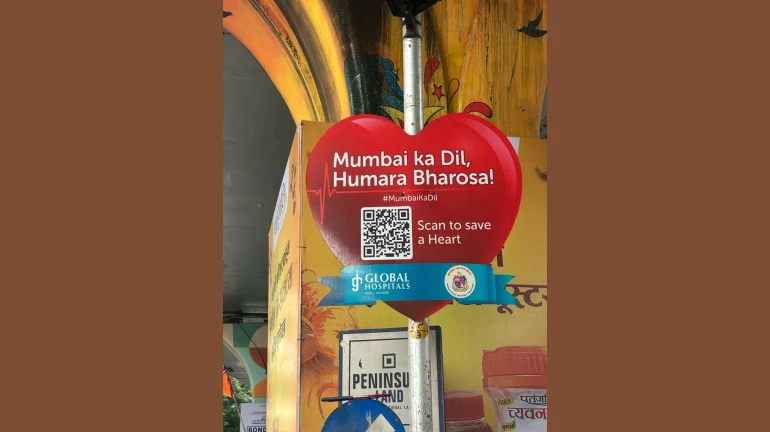 Mumbai ka Dil,
Humara Bharosa!
#MumbaiKaDil
Scan to save
a Heart
GLOBAL
HOSPITALS
PENINSU
LAND
पतंजलि
च्यवन